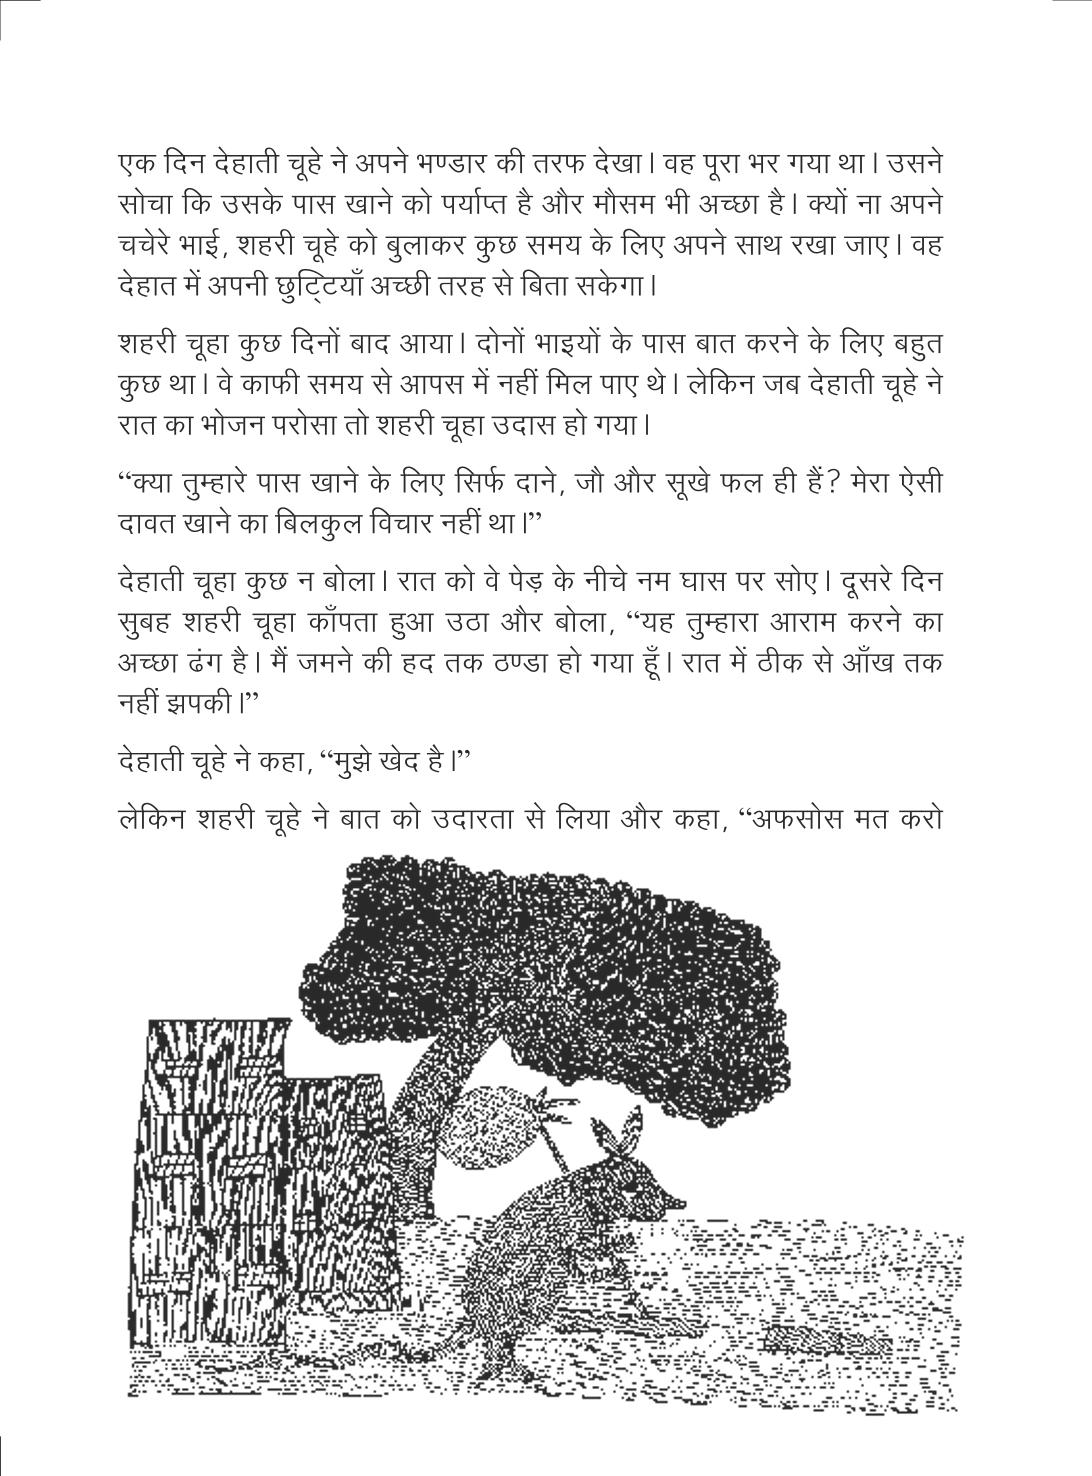 एक दिन देहाती चूहे ने अपने भण्डार की तरफ देखा। वह पूरा भर गया था। उसने
सोचा कि उसके पास खाने को पर्याप्त है और मौसम भी अच्छा है। क्यों ना अपने
चचेरे भाई, शहरी चूहे को बुलाकर कुछ समय के लिए अपने साथ रखा जाए। वह
देहात में अपनी छुट्टियाँ अच्छी तरह से बिता सकेगा।
शहरी चूहा कुछ दिनों बाद आया। दोनों भाइयों के पास बात करने के लिए बहुत
कुछ था। वे काफी समय से आपस में नहीं मिल पाए थे। लेकिन जब देहाती चूहे ने
रात का भोजन परोसा तो शहरी चूहा उदास हो गया।
“क्या तुम्हारे पास खाने के लिए सिर्फ दाने, जौ और सूखे फल ही हैं? मेरा ऐसी
दावत खाने का बिलकुल विचार नहीं था।”
देहाती चूहा कुछ न बोला। रात को वे पेड़ के नीचे नम घास पर सोए। दूसरे दिन
सुबह शहरी चूहा काँपता हुआ उठा और बोला, “यह तुम्हारा आराम करने का
अच्छा ढंग है। मैं जमने की हद तक ठण्डा हो गया हूँ। रात में ठीक से आँख तक
नहीं झपकी।”
देहाती चूहे ने कहा, “मुझे खेद है।”
लेकिन शहरी चूहे ने बात को उदारता से लिया और कहा, “अफसोस मत करो